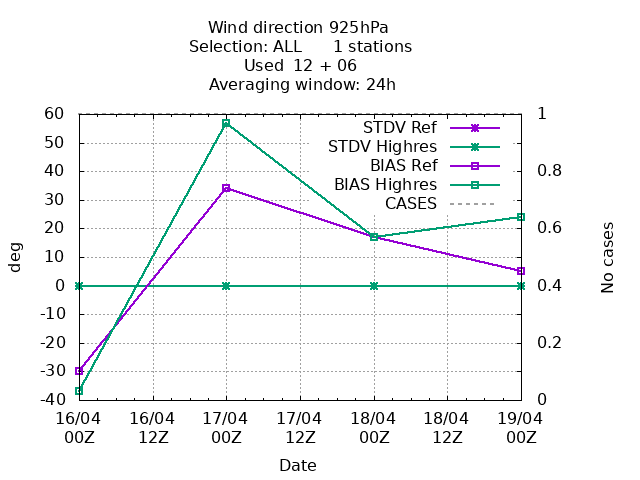 Wind direction 925hPa
Selection: ALL 1 stations
Used 12 + 06
Averaging window: 24h
STDV Ref
STDV Highres
BIAS Ref
BIAS Highres
CASES
60
50
40
30
20
10
0
-10
-20
-30
-40
deg
1
0.8
0.6
0.4
0.2
0
No cases
16/04 16/04 17/04 17/04 18/04 18/04 19/04
00Z 12Z 00Z 12Z 00Z 12Z 00Z
Date